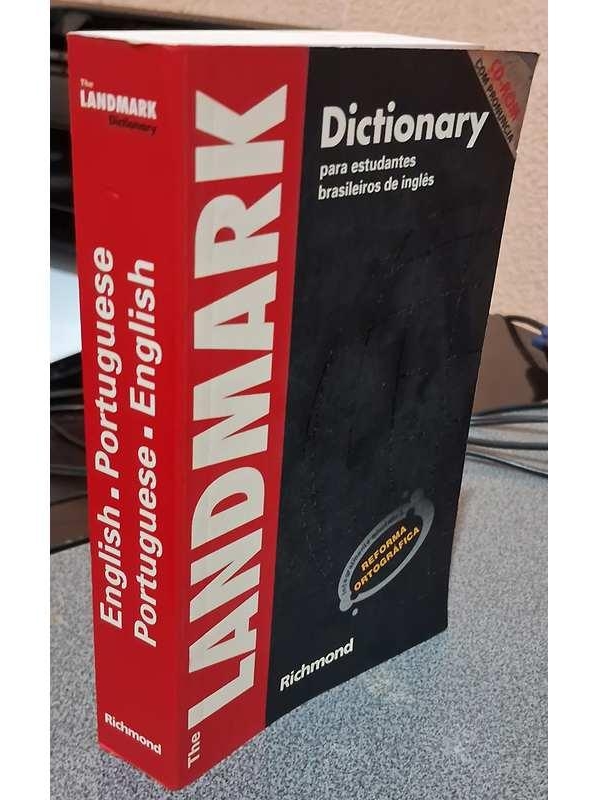 The
LANDMARK
Dictionary
English ▪ Portuguese
Portuguese ▪ English
Richmond
The LANDMARK
Dictionary
para estudantes
brasileiros de inglês
CD-ROM
COM PRONÚNCIA
REFORMA
ORTOGRÁFICA
Richmond